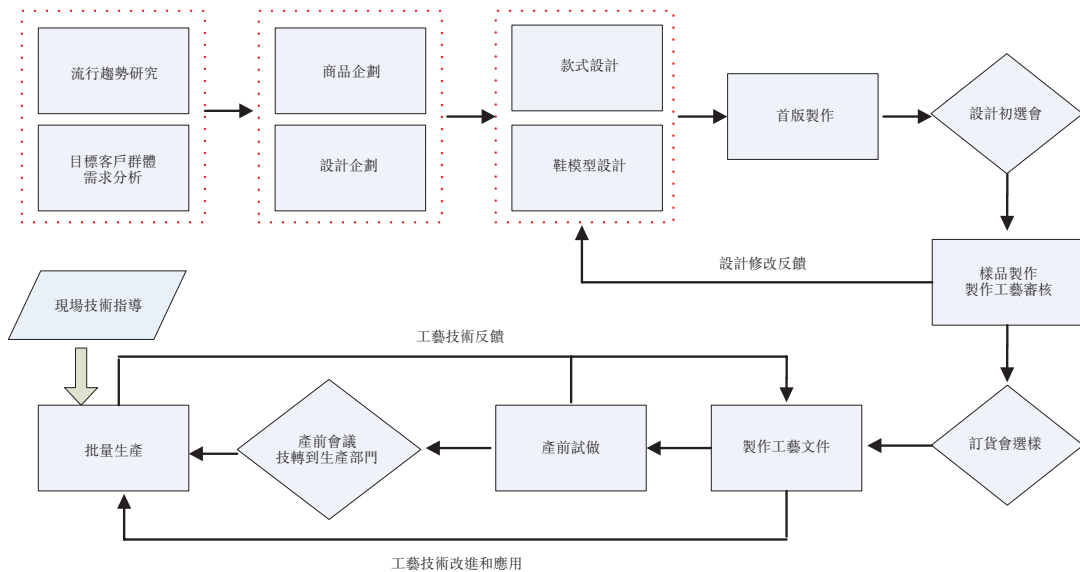 流行趨勢研究
目標客戶群體
需求分析
商品企劃
設計企劃
款式設計
鞋模型設計
首版製作
設計初選會
設計修改反饋
樣品製作
製作工藝審核
現場技術指導
工藝技術反饋
批量生產
產前會議
技轉到生產部門
產前試做
製作工藝文件
訂貨會選樣
工藝技術改進和應用